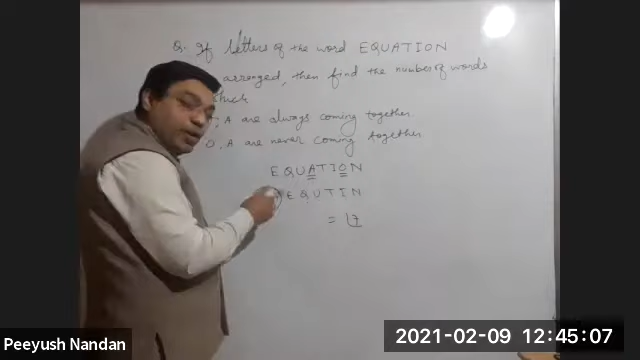 Q. If letters of the word EQUATION
arranged, then find the number of words
which
, A are always coming together.
O, A are never coming together.
EQUATION
EQUTIN
= ⌊7
Peeyush Nandan
2021-02-09 12:45:07